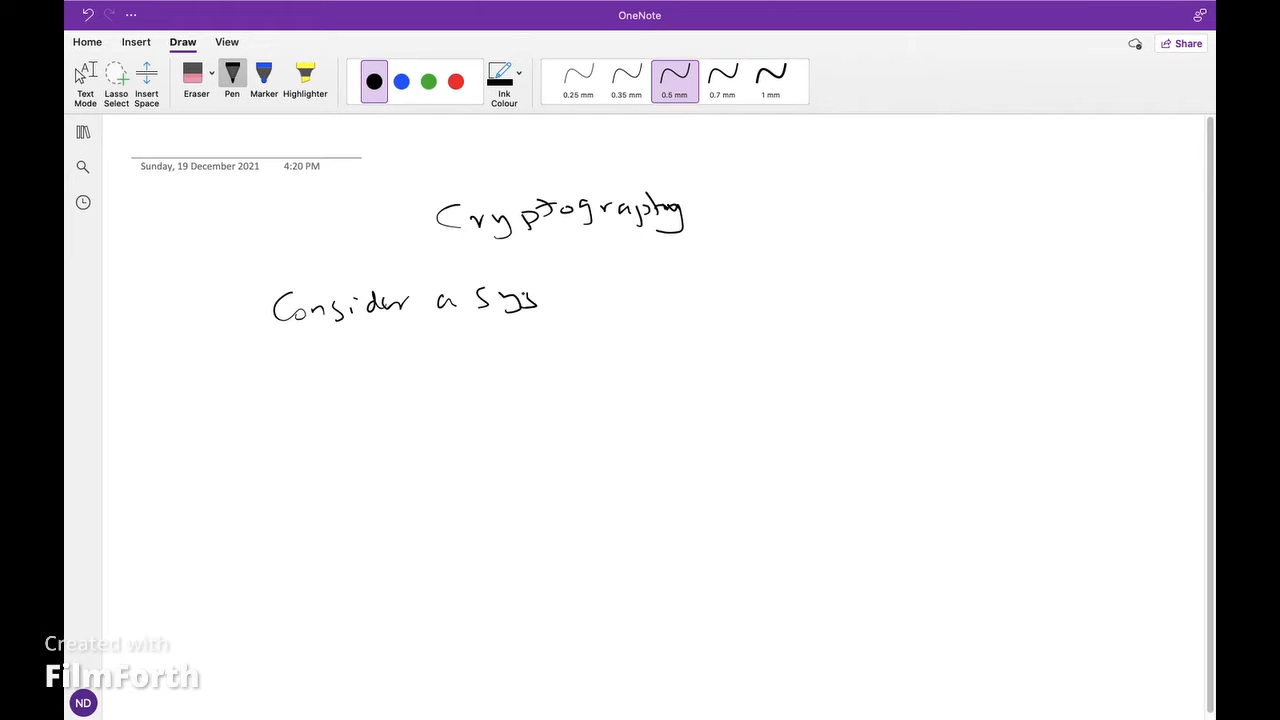 OneNote
Home Insert Draw View Share
Text Mode Lasso Select Insert Space Eraser Pen Marker Highlighter Ink Colour 0.25 mm 0.35 mm 0.5 mm 0.7 mm 1 mm
Sunday, 19 December 2021 4:20 PM
Cryptography
Consider a sys
Created with
FilmForth
ND